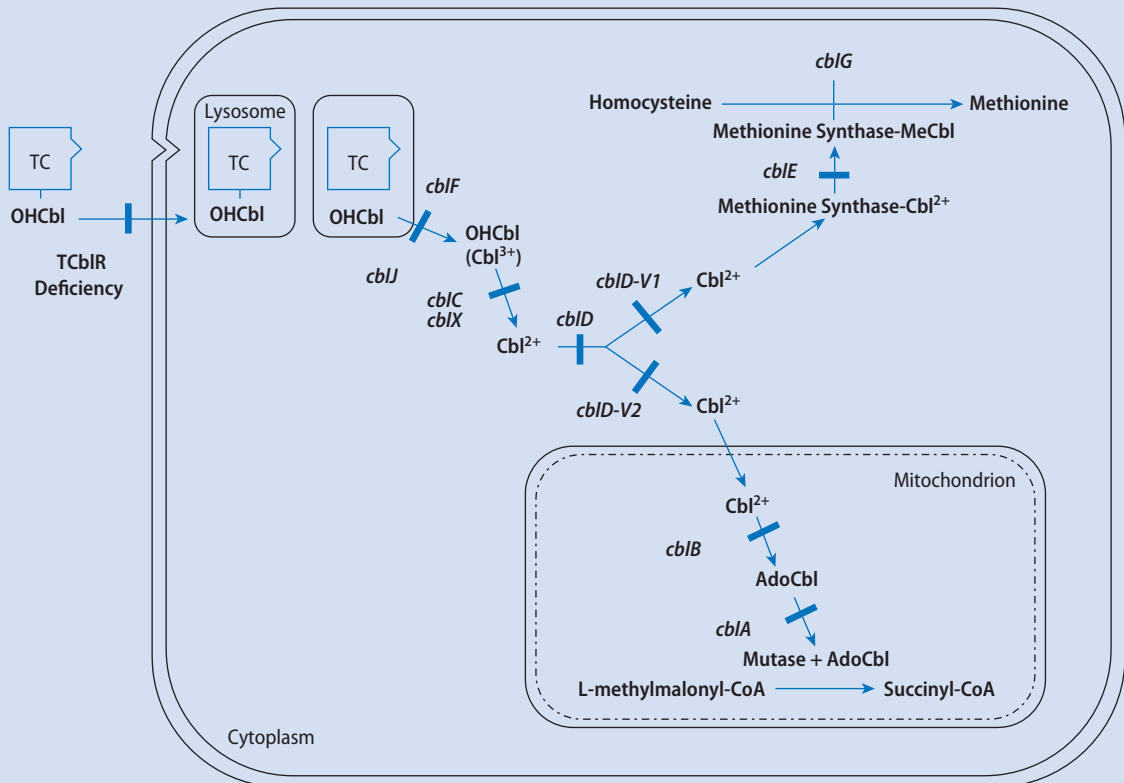 cblG
Homocysteine
Methionine
Lysosome
Methionine Synthase-MeCbl
TC
TC
TC
cblF
cblE
OHCbl
OHCbl
OHCbl
Methionine Synthase-Cbl²⁺
OHCbl
(Cbl³⁺)
TCblR
Deficiency
cblJ
cblD-V1
Cbl²⁺
cblC
cblX
cblD
Cbl²⁺
cblD-V2
Cbl²⁺
Mitochondrion
Cbl²⁺
cblB
AdoCbl
cblA
Mutase + AdoCbl
L-methylmalonyl-CoA
Succinyl-CoA
Cytoplasm